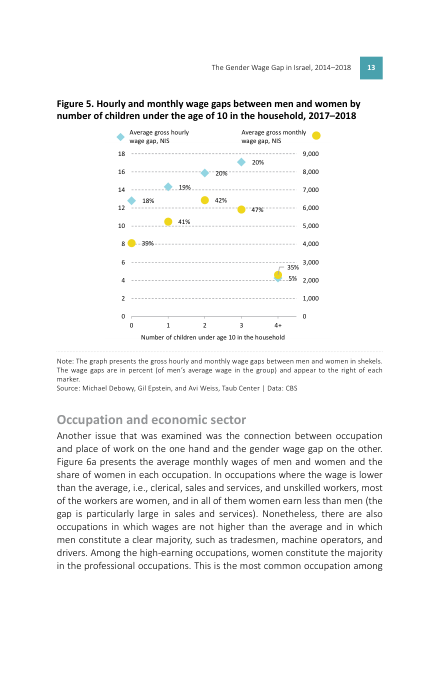 The Gender Wage Gap in Israel, 2014–2018 13
Figure 5. Hourly and monthly wage gaps between men and women by
number of children under the age of 10 in the household, 2017–2018
Average gross hourly
wage gap, NIS
Average gross monthly
wage gap, NIS
18 9,000
20%
16 8,000
20%
19%
14 7,000
18%
42%
12 6,000
47%
41%
10 5,000
39%
8 4,000
6 3,000
35%
4 2,000
5%
2 1,000
0 0
0 1 2 3 4+
Number of children under age 10 in the household
Note: The graph presents the gross hourly and monthly wage gaps between men and women in shekels.
The wage gaps are in percent (of men's average wage in the group) and appear to the right of each
marker.
Source: Michael Debowy, Gil Epstein, and Avi Weiss, Taub Center | Data: CBS
Occupation and economic sector
Another issue that was examined was the connection between occupation
and place of work on the one hand and the gender wage gap on the other.
Figure 6a presents the average monthly wages of men and women and the
share of women in each occupation. In occupations where the wage is lower
than the average, i.e., clerical, sales and services, and unskilled workers, most
of the workers are women, and in all of them women earn less than men (the
gap is particularly large in sales and services). Nonetheless, there are also
occupations in which wages are not higher than the average and in which
men constitute a clear majority, such as tradesmen, machine operators, and
drivers. Among the high-earning occupations, women constitute the majority
in the professional occupations. This is the most common occupation among